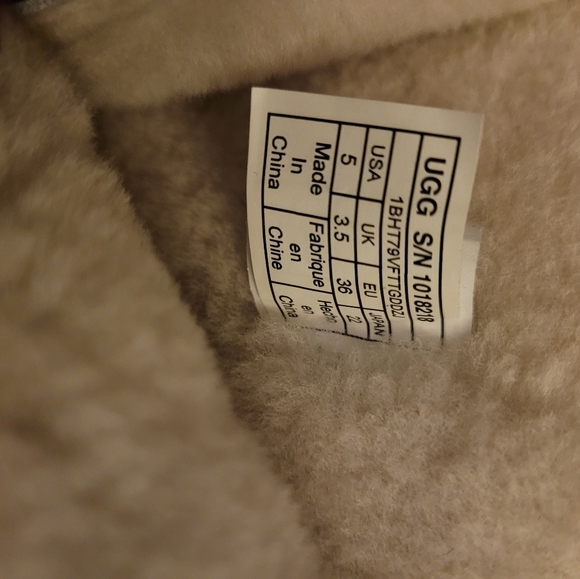 UGG S/N 1018218
1BHT79VFTTGDDZJ
USA UK EU JAPAN
5 3.5 36 22
Made In China Fabrique en Chine Hecho en China